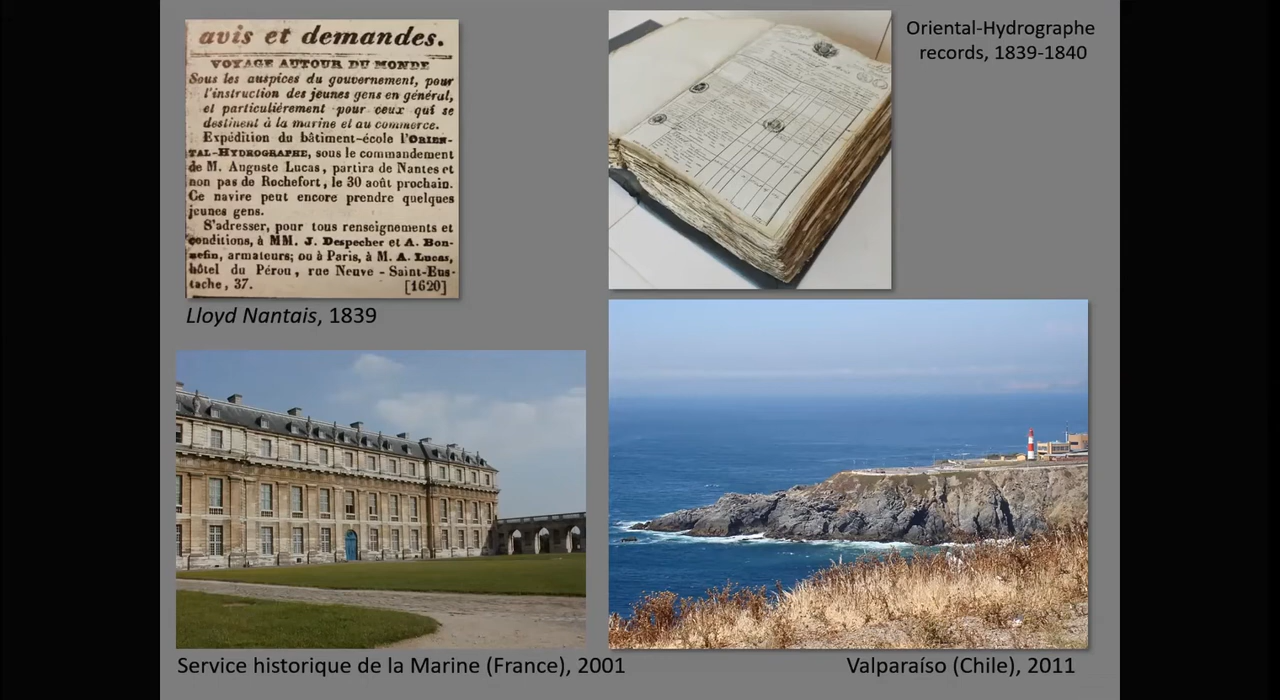 avis et demandes.
VOYAGE AUTOUR DU MONDE
Sous les auspices du gouvernement, pour
l'instruction des jeunes gens en général,
et particulièrement pour ceux qui se
destinent à la marine et au commerce.
Expédition du bâtiment-école l'ORIEN-
TAL-HYDROGRAPHE, sous le commandement
de M. Auguste Lucas, partira de Nantes et
non pas de Rochefort, le 30 août prochain.
Ce navire peut encore prendre quelques
jeunes gens.
S'adresser, pour tous renseignements et
conditions, à MM. J. Despecher et A. Bon-
nefin, armateurs; ou à Paris, à M. A. Lucas,
hôtel du Pérou, rue Neuve-Saint-Eus-
tache, 37. [1620]
Lloyd Nantais, 1839
Oriental-Hydrographe
records, 1839-1840
Service historique de la Marine (France), 2001
Valparaíso (Chile), 2011